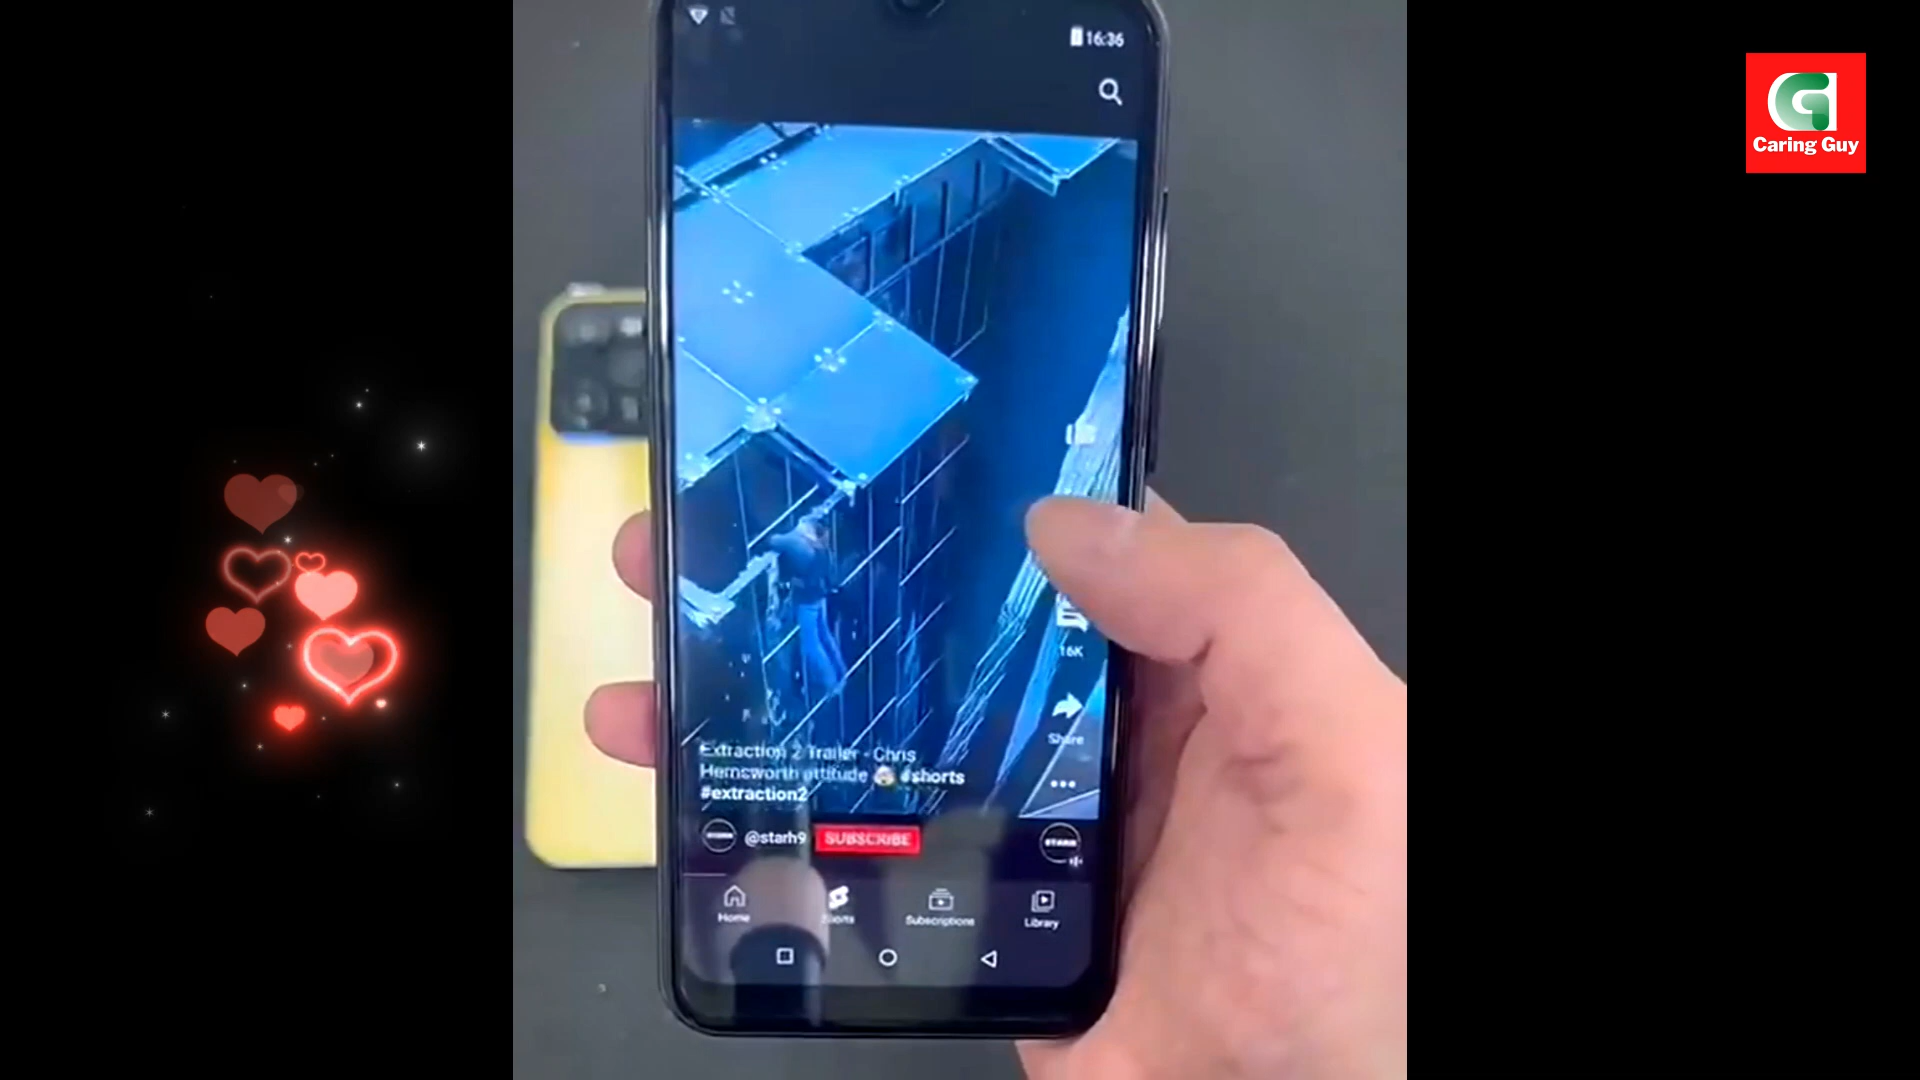 16:36
Caring Guy
16K
Share
Extraction 2 Trailer - Chris
Hemsworth attitude #shorts
#extraction2
@starh9 SUBSCRIBE
Home Shorts Subscriptions Library